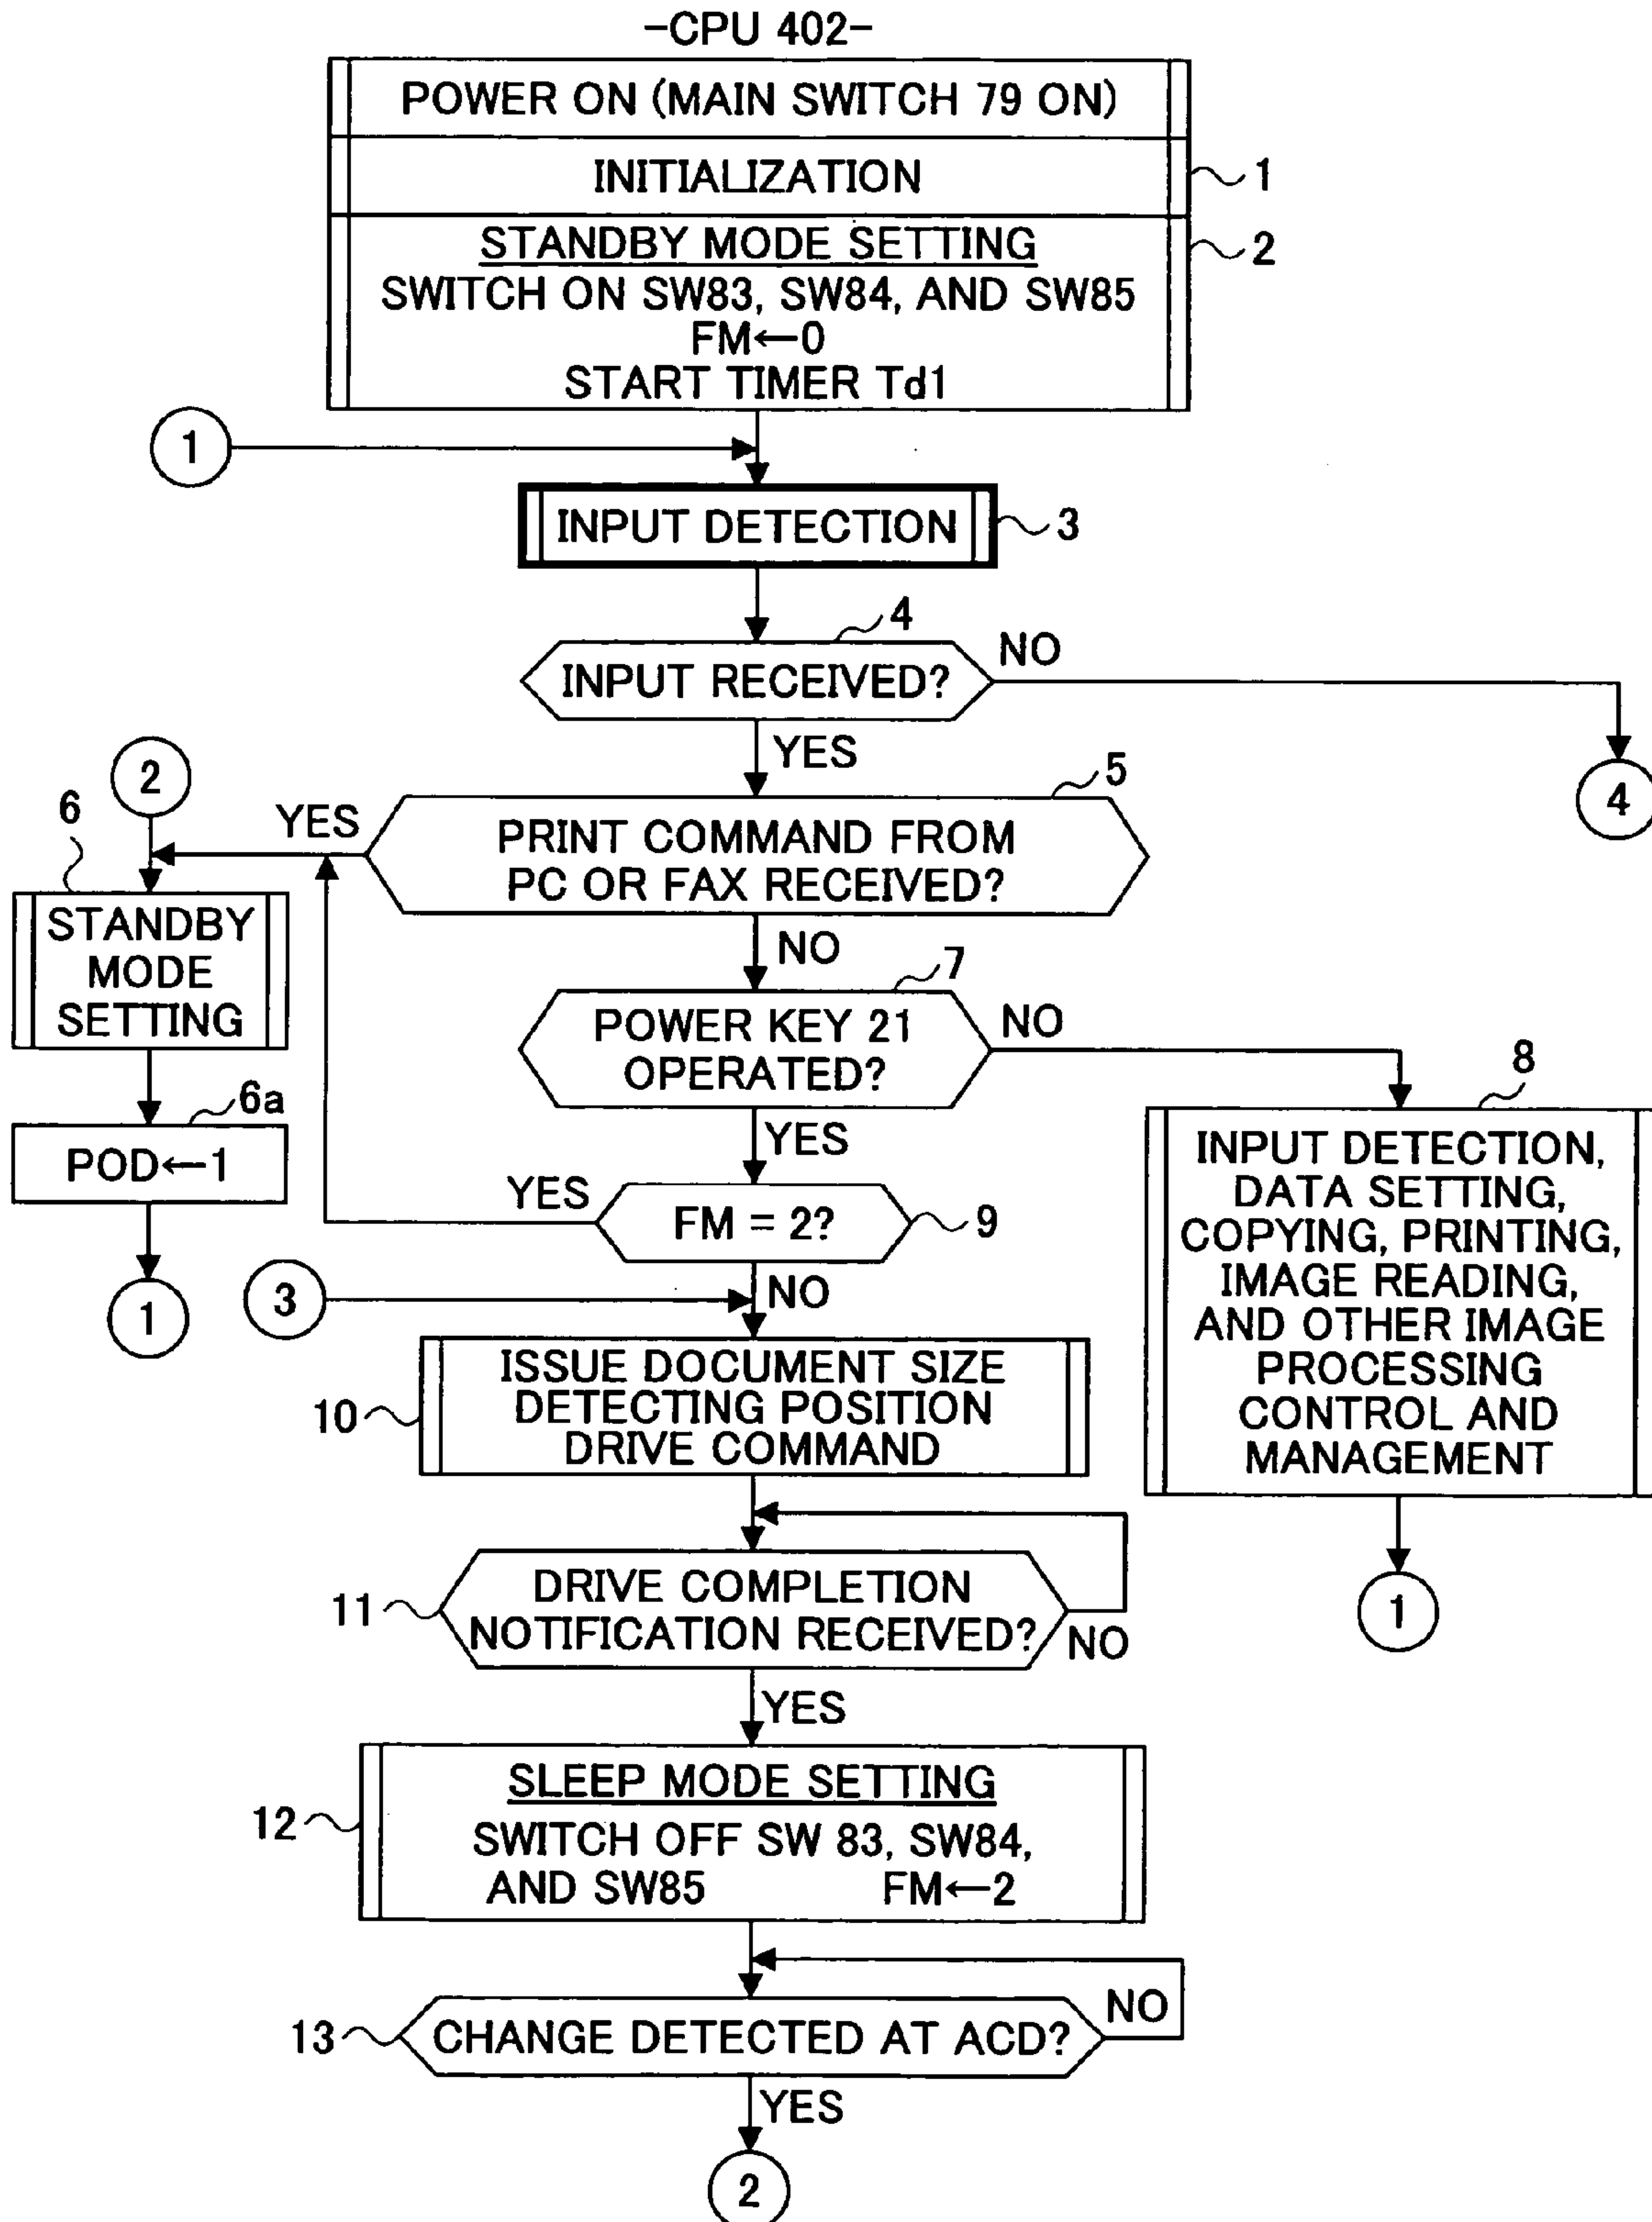 -CPU 402-
POWER ON (MAIN SWITCH 79 ON)
INITIALIZATION
1
STANDBY MODE SETTING
2
SWITCH ON SW83, SW84, AND SW85
FM←0
START TIMER Td1
1
INPUT DETECTION
3
4
INPUT RECEIVED?
NO
YES
4
2
5
PRINT COMMAND FROM
PC OR FAX RECEIVED?
YES
NO
6
STANDBY
MODE
SETTING
6a
POD←1
1
7
POWER KEY 21
OPERATED?
NO
YES
8
INPUT DETECTION,
DATA SETTING,
COPYING, PRINTING,
IMAGE READING,
AND OTHER IMAGE
PROCESSING
CONTROL AND
MANAGEMENT
1
YES
FM = 2?
9
NO
3
ISSUE DOCUMENT SIZE
DETECTING POSITION
DRIVE COMMAND
10
DRIVE COMPLETION
NOTIFICATION RECEIVED?
11
NO
YES
SLEEP MODE SETTING
12
SWITCH OFF SW 83, SW84,
AND SW85 FM←2
13
CHANGE DETECTED AT ACD?
NO
YES
2